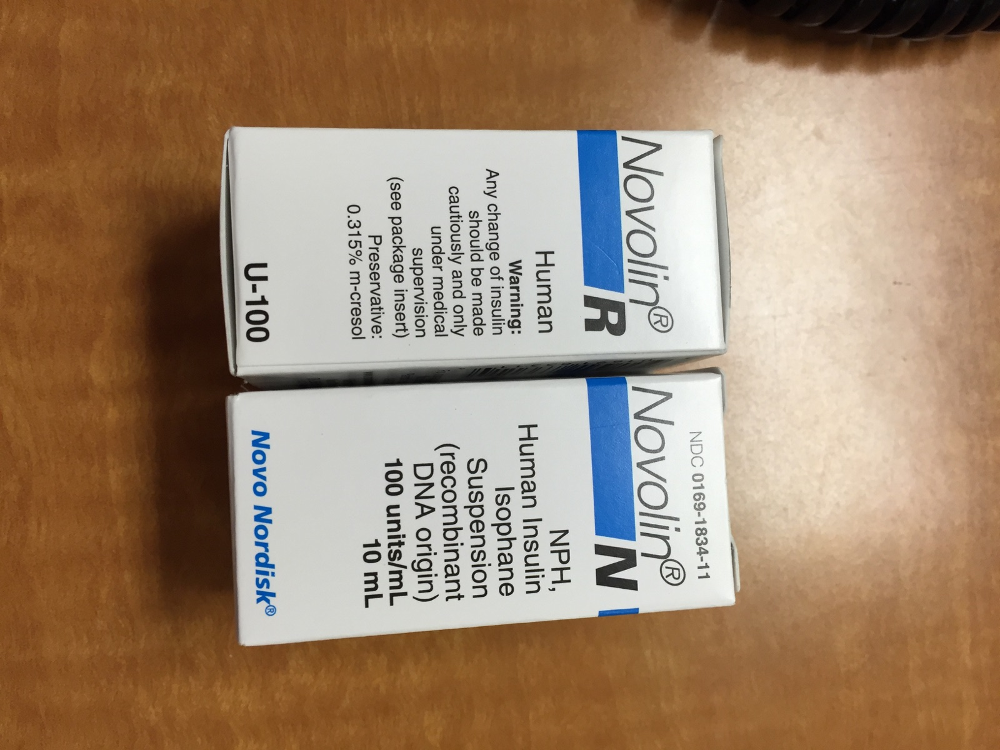 Novolin®
R
Human
Warning:
Any change of insulin
should be made
cautiously and only
under medical
supervision
(see package insert)
Preservative:
0.315% m-cresol
U-100
NDC 0169-1834-11
Novolin®
N
NPH,
Human Insulin
Isophane
Suspension
(recombinant
DNA origin)
100 units/mL
10 mL
Novo Nordisk®